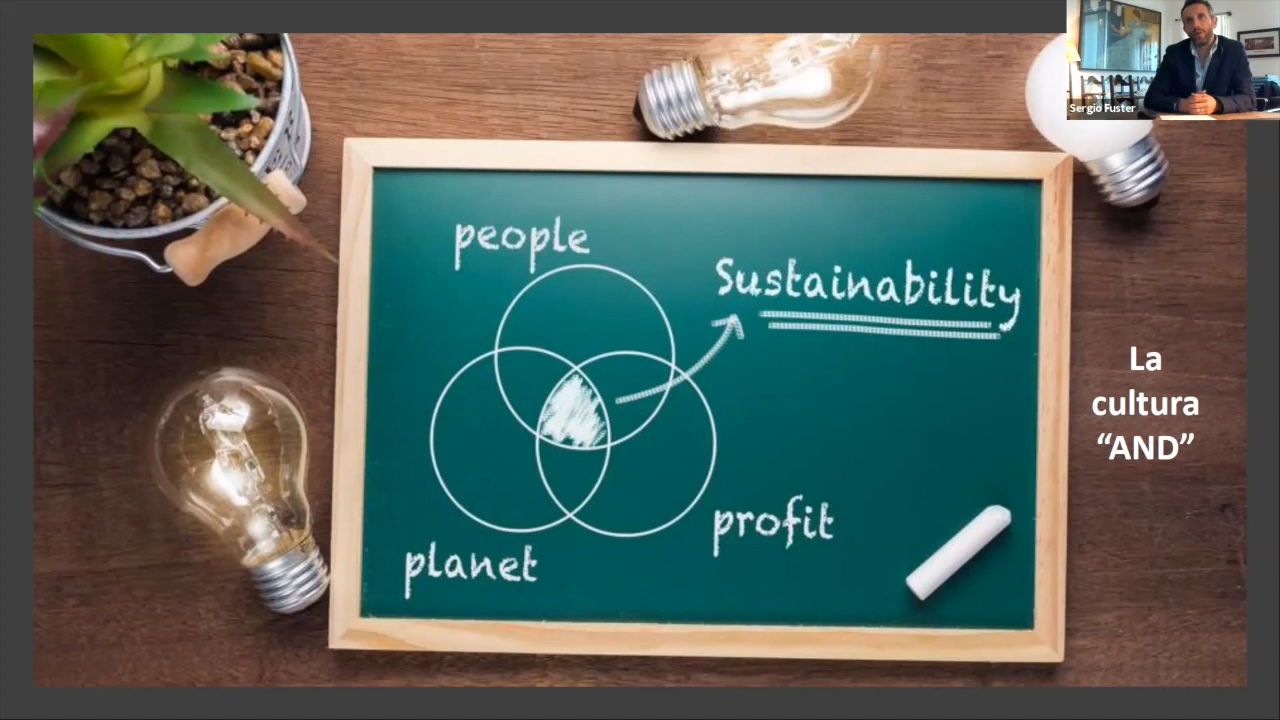 Sergio Fuster
people
Sustainability
planet
profit
La
cultura
“AND”